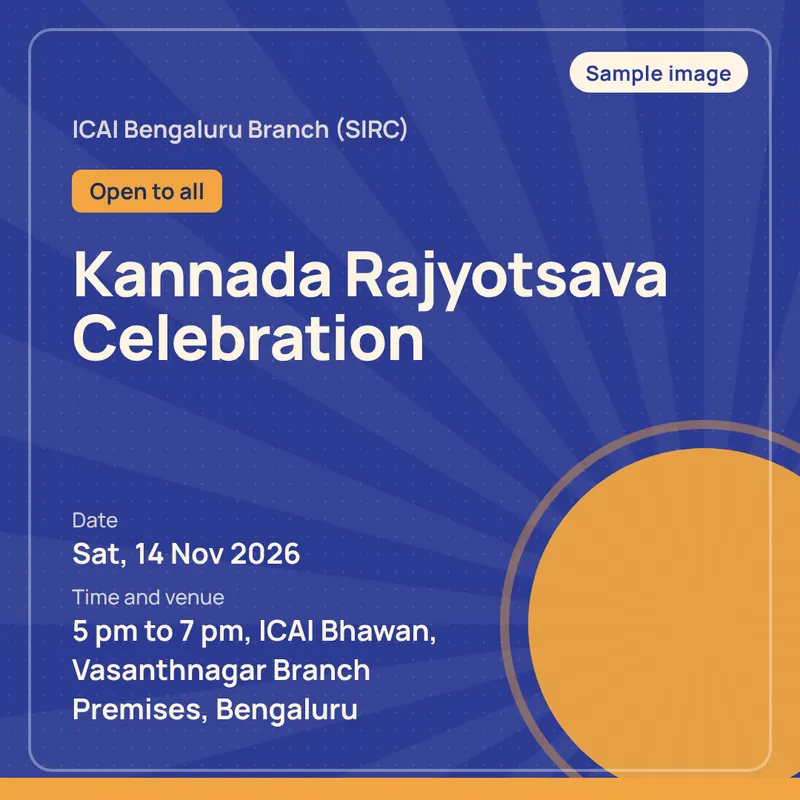 Sample image
ICAI Bengaluru Branch (SIRC)
Open to all
Kannada Rajyotsava
Celebration
Date
Sat, 14 Nov 2026
Time and venue
5 pm to 7 pm, ICAI Bhawan,
Vasanthnagar Branch
Premises, Bengaluru